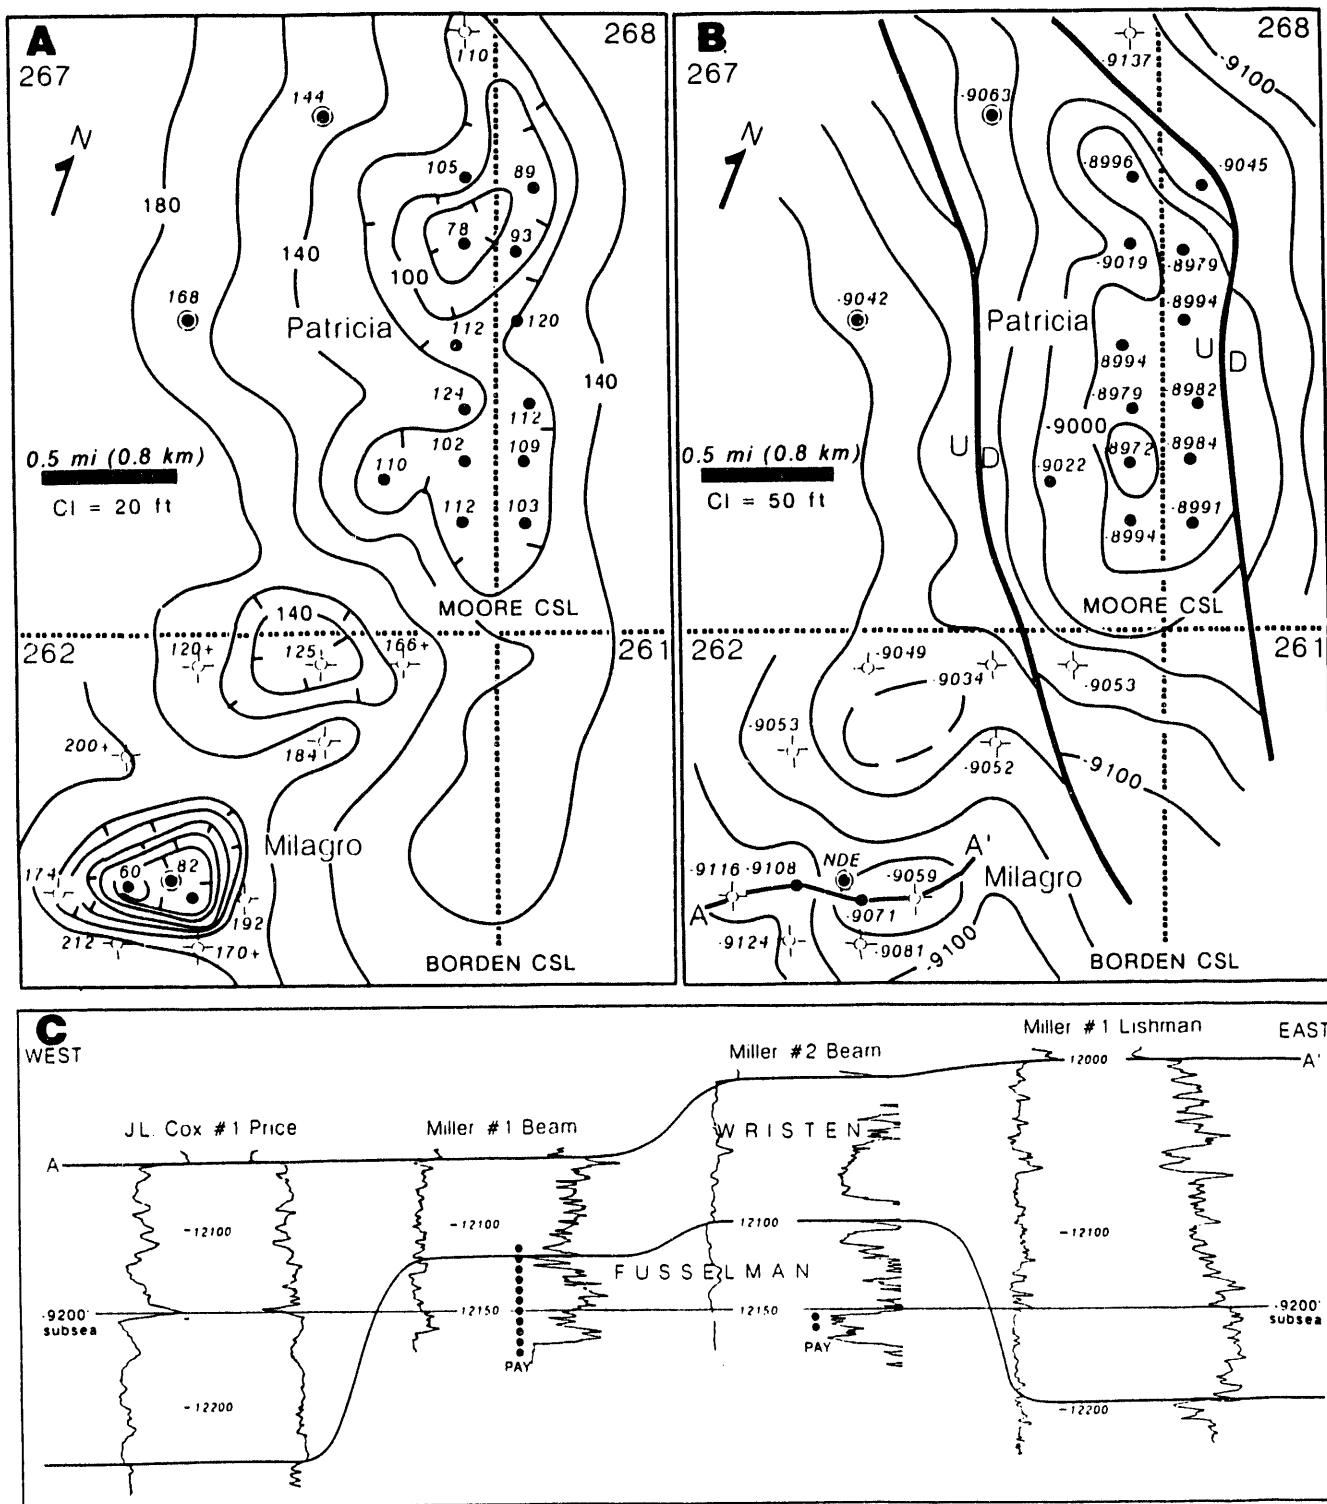 A
267
268
110
144
N
105
89
180
78
93
140
100
168
Patricia
112
120
140
124
112
0.5 mi (0.8 km)
102
109
110
CI = 20 ft
112
103
140
MOORE CSL
262
261
120+
125
166+
200+
184
Milagro
174
60
82
192
212
170+
BORDEN CSL
B
267
268
-9137
-9100
-9063
N
-8996
-9045
-9019
-8979
-9042
-8994
Patricia
U
D
8994
-8979
-8982
-9000
0.5 mi (0.8 km)
U
D
8972
-8984
-9022
CI = 50 ft
-8991
-8994
MOORE CSL
262
261
-9049
-9034
-9053
-9053
-9052
-9100
A'
NDE
-9116
-9108
-9059
Milagro
A
-9071
-9124
-9081
-9100
BORDEN CSL
C
WEST
Miller #1 Lishman
EAST
Miller #2 Beam
12000
A'
J.L. Cox #1 Price
Miller #1 Beam
WRISTEN
A
-12100
-12100
12100
-12100
FUSSELMAN
-9200'
subsea
-12150
12150
-9200'
subsea
PAY
PAY
-12200
-12200